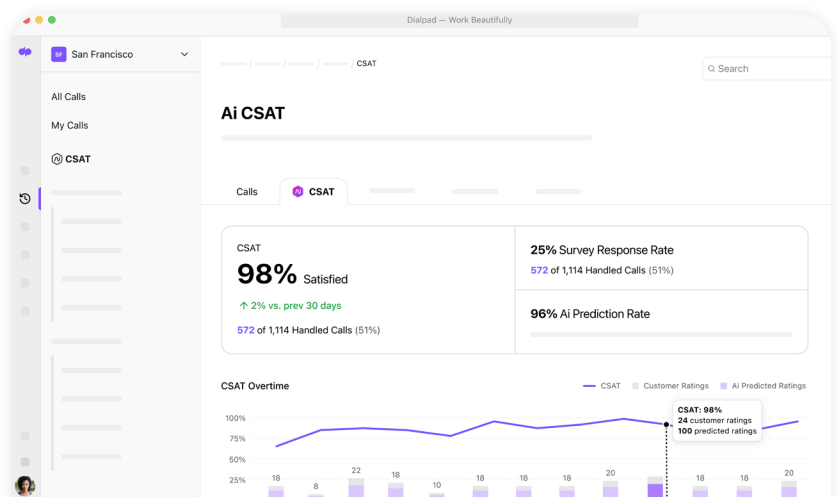 Dialpad — Work Beautifully
SF San Francisco
All Calls
My Calls
Ai CSAT
/ / / / CSAT
Search
Ai CSAT
Calls
Ai CSAT
CSAT
98% Satisfied
↑ 2% vs. prev 30 days
572 of 1,114 Handled Calls (51%)
25% Survey Response Rate
572 of 1,114 Handled Calls (51%)
96% Ai Prediction Rate
CSAT Overtime
CSAT Customer Ratings Ai Predicted Ratings
CSAT: 98%
24 customer ratings
100 predicted ratings
100%
75%
50%
25%
18 8 22 18 10 18 18 18 20 18 18 20